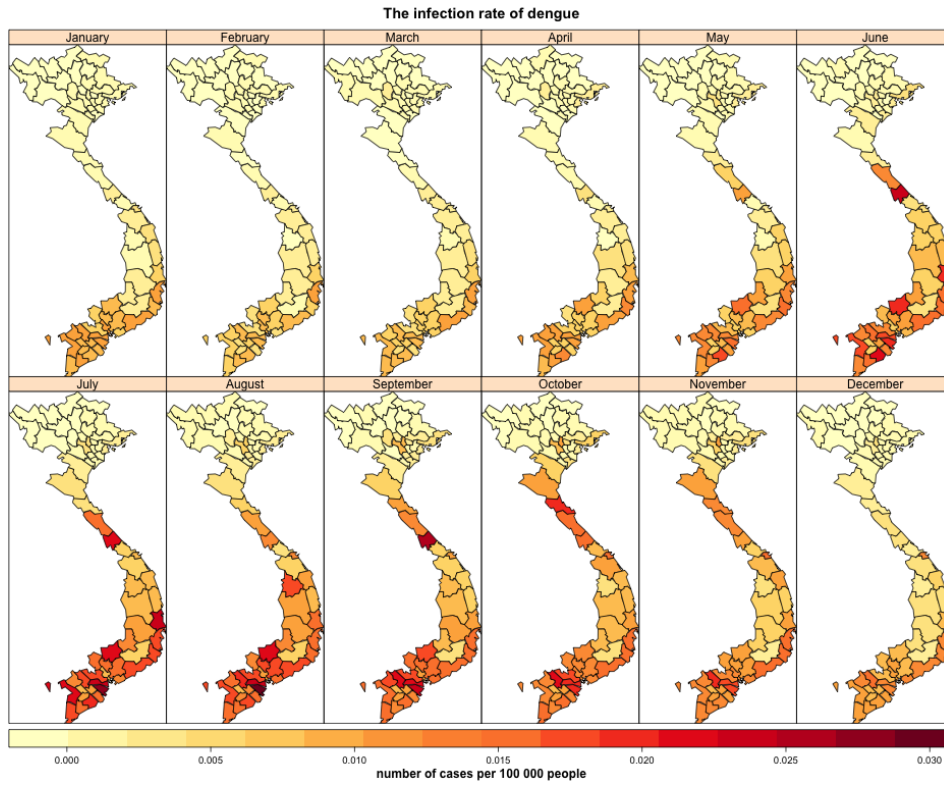 The infection rate of dengue
January February March April May June
July August September October November December
0.000 0.005 0.010 0.015 0.020 0.025 0.030
number of cases per 100 000 people